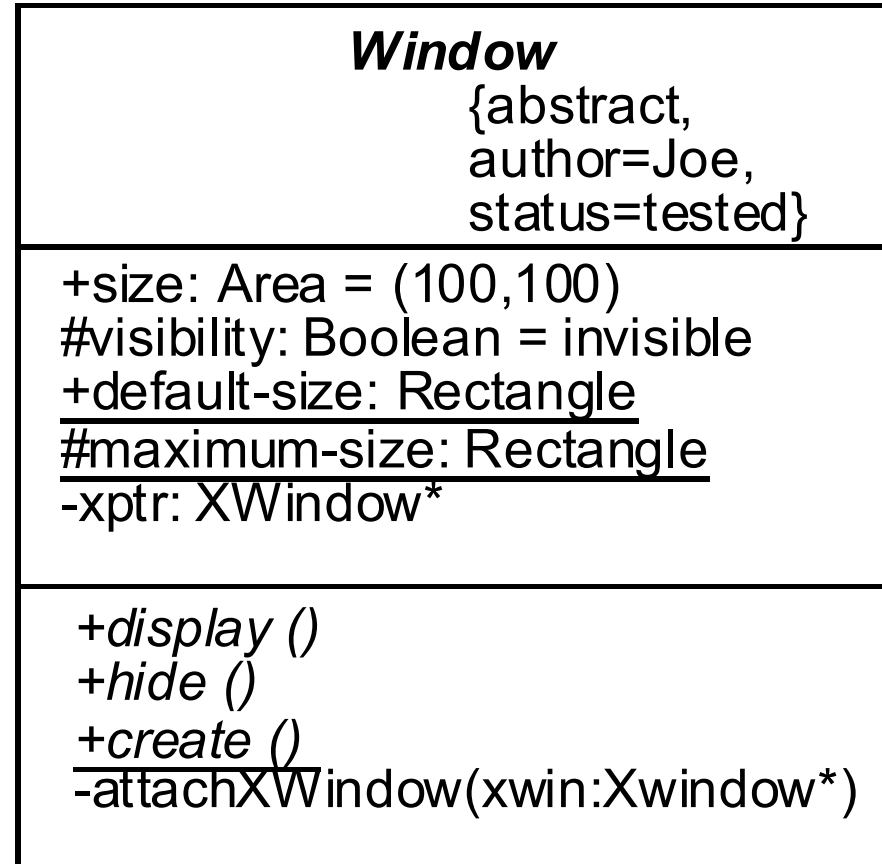 Window
{abstract,
author=Joe,
status=tested}
+size: Area = (100,100)
#visibility: Boolean = invisible
+default-size: Rectangle
#maximum-size: Rectangle
-xptr: XWindow*
+display ()
+hide ()
+create ()
-attachXWindow(xwin:Xwindow*)